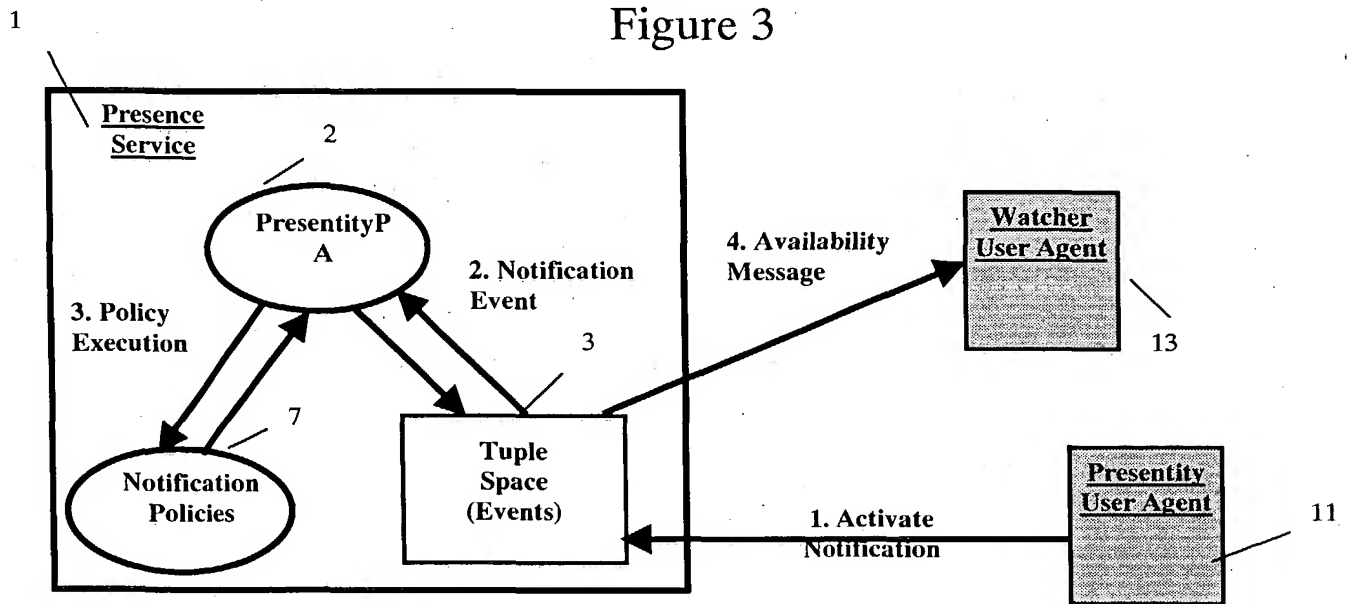 1
Figure 3
Presence
Service
2
PresentityP
A
Watcher
User Agent
4. Availability
Message
2. Notification
Event
3. Policy
Execution
3
13
7
Tuple
Space
(Events)
Notification
Policies
Presentity
User Agent
1. Activate
Notification
11